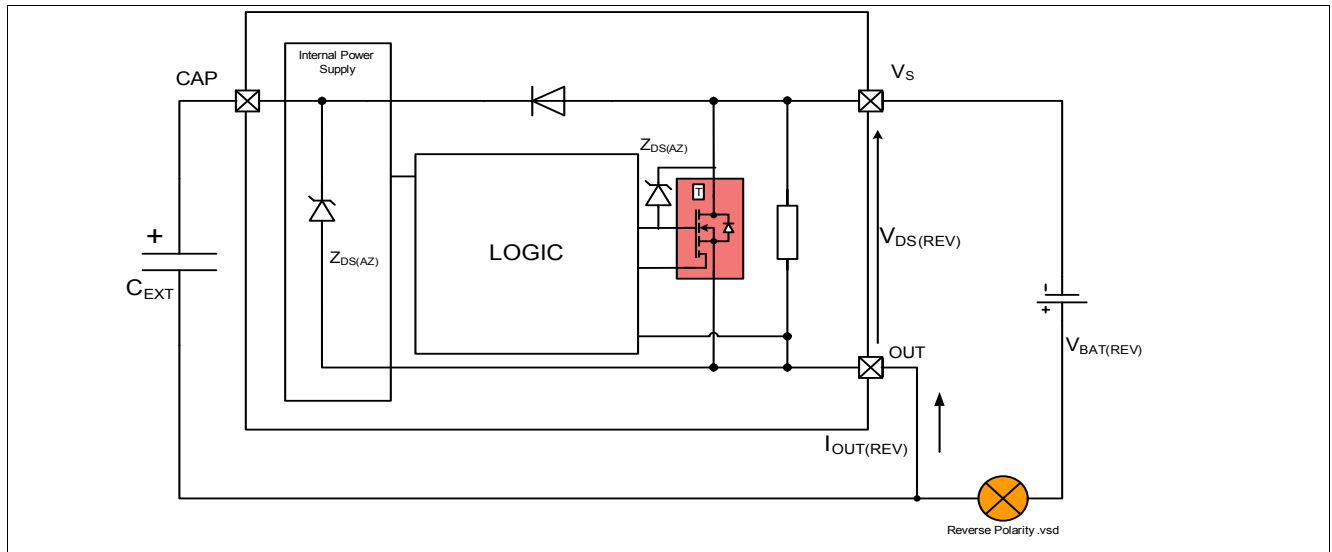 Internal Power
Supply
CAP
VS
ZDS(AZ)
T
ZDS(AZ)
LOGIC
VDS(REV)
+
CEXT
-
+
VBAT(REV)
OUT
IOUT(REV)
Reverse Polarity .vsd